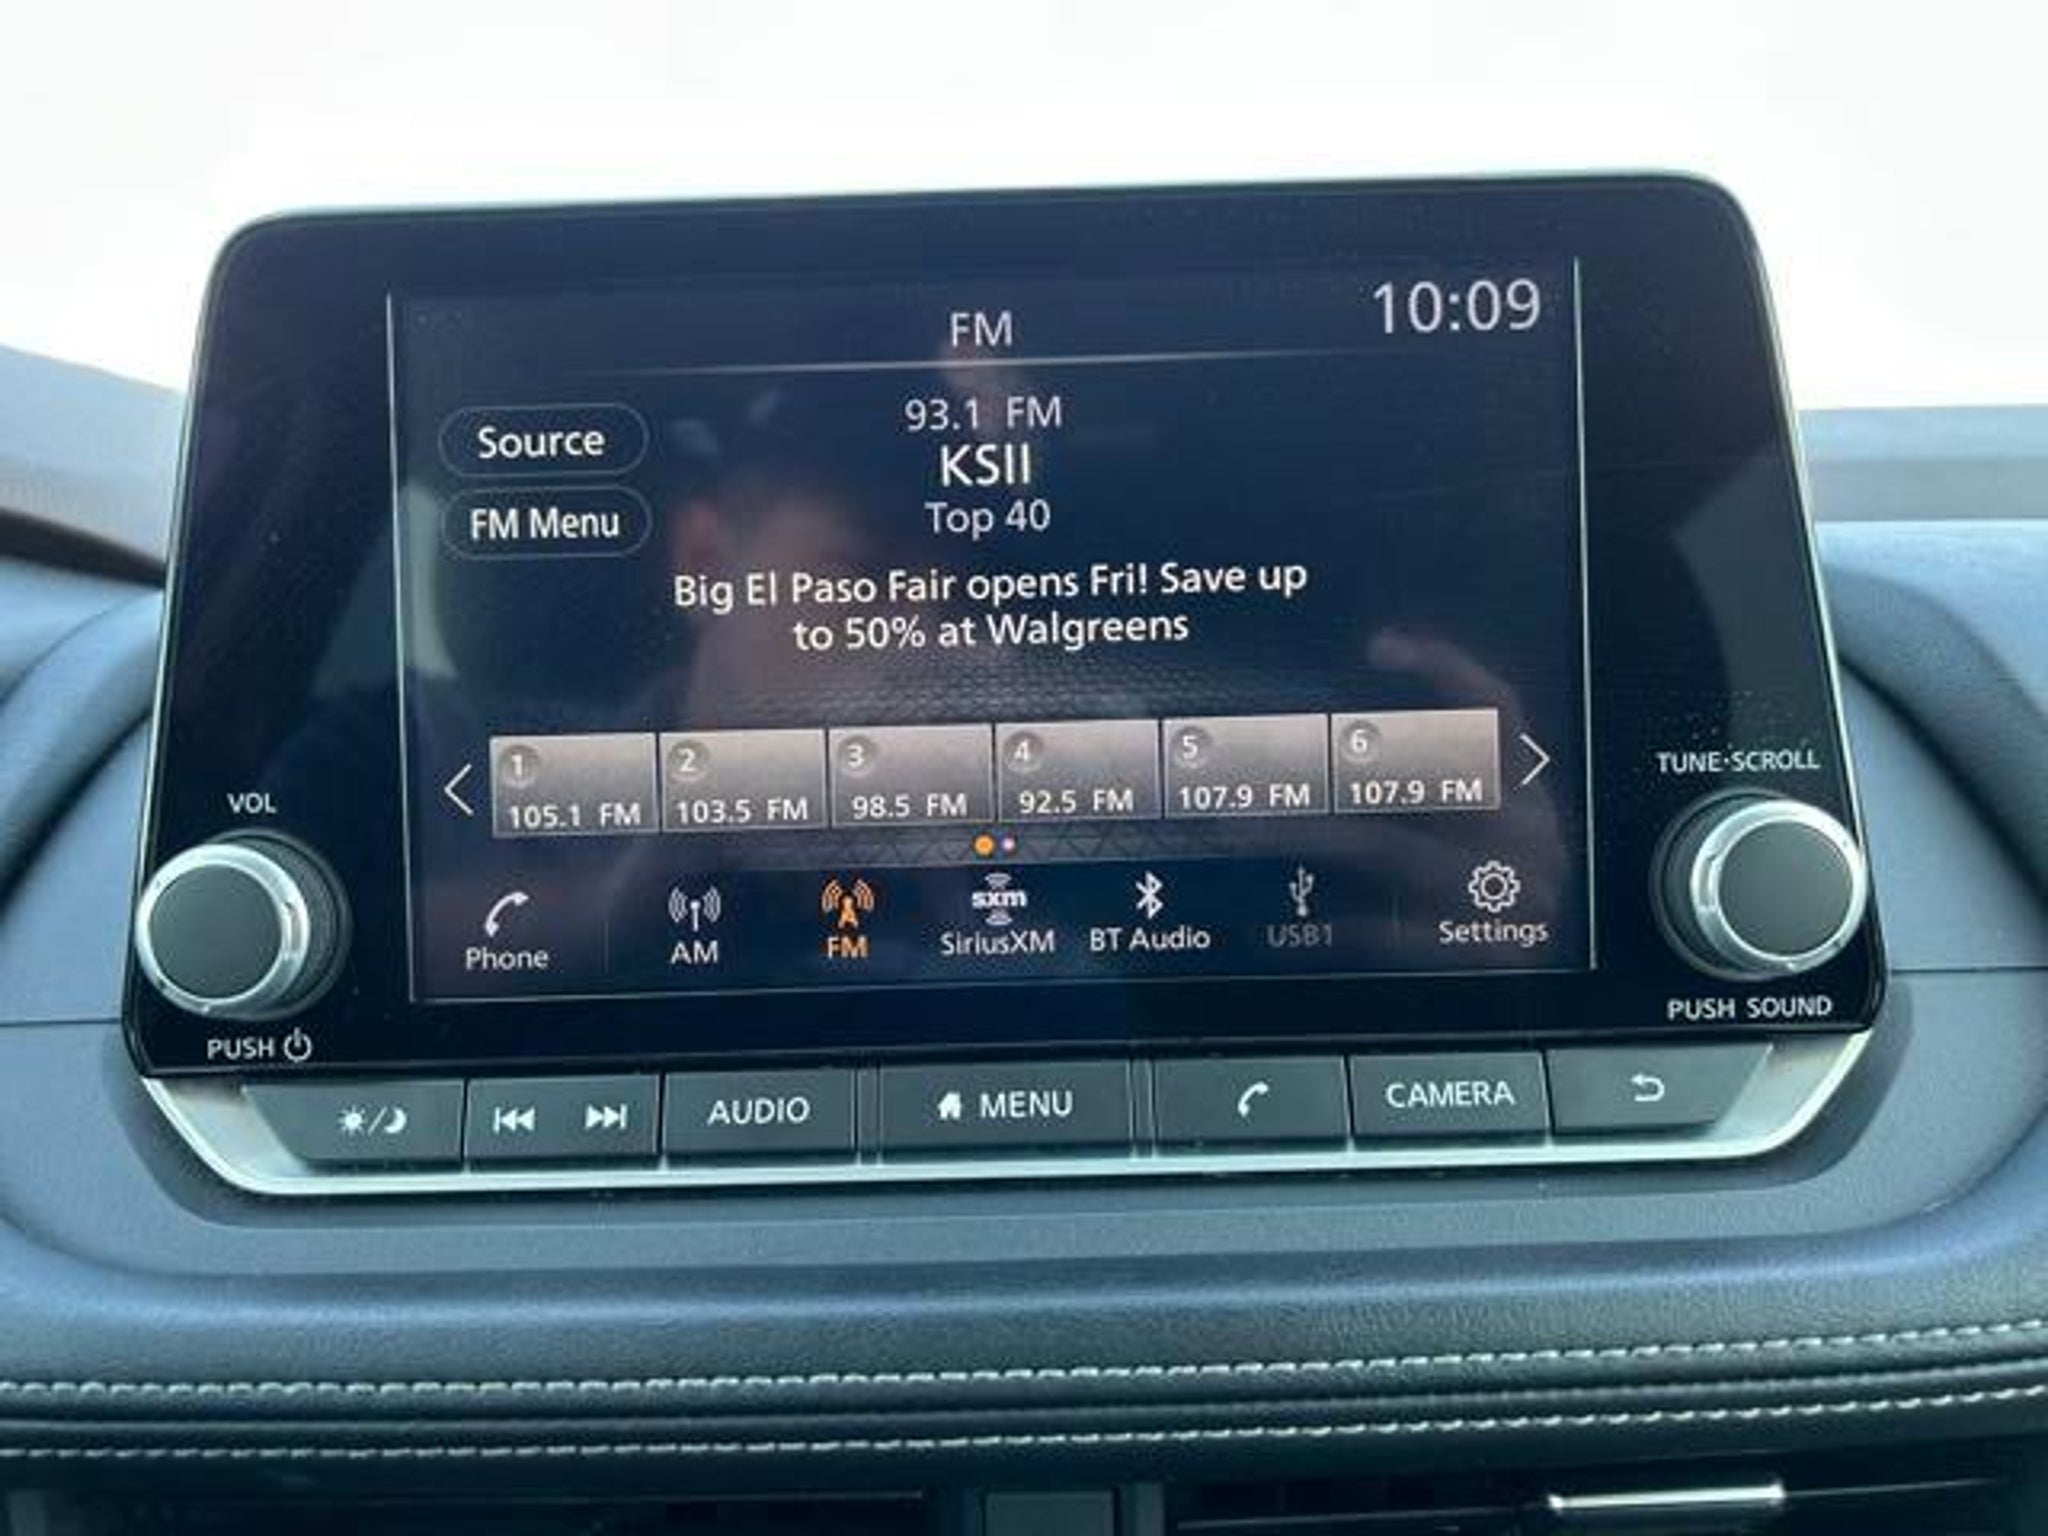 FM
10:09
Source
FM Menu
93.1 FM
KSII
Top 40
Big El Paso Fair opens Fri! Save up
to 50% at Walgreens
1
105.1 FM
2
103.5 FM
3
98.5 FM
4
92.5 FM
5
107.9 FM
6
107.9 FM
Phone
AM
FM
sxm
SiriusXM
BT Audio
USB1
Settings
VOL
PUSH
TUNE·SCROLL
PUSH SOUND
AUDIO
MENU
CAMERA